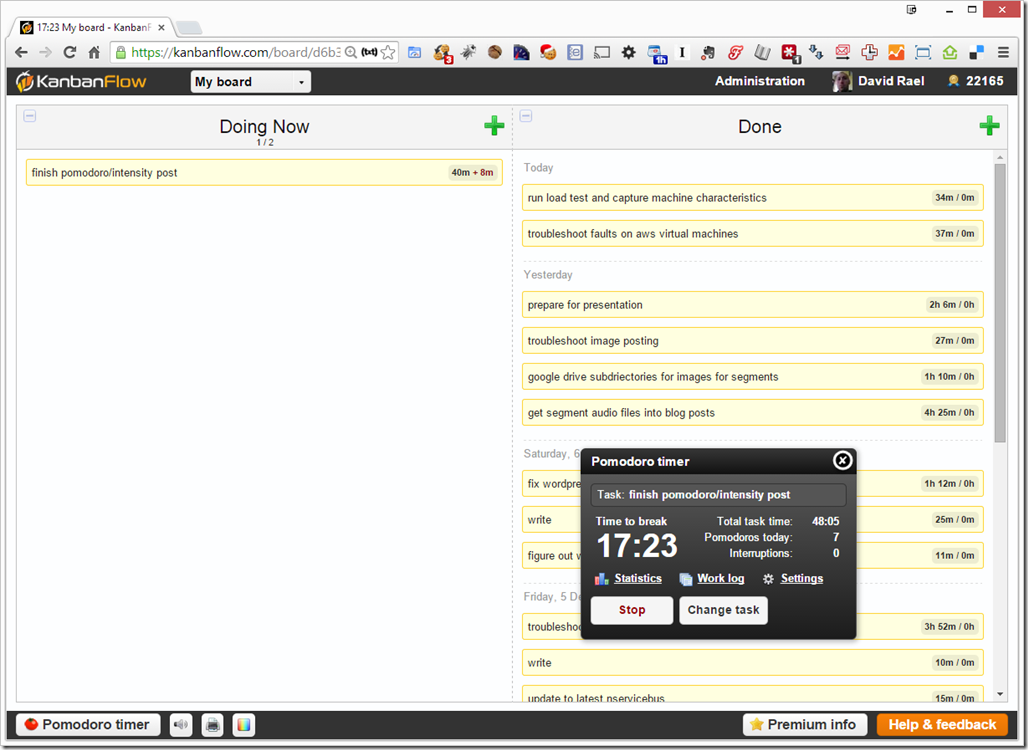 17:23 My board - KanbanF
https://kanbanflow.com/board/d6b3
KanbanFlow
My board
Administration
David Rael
22165
Doing Now
1 / 2
finish pomodoro/intensity post
40m + 8m
Done
Today
run load test and capture machine characteristics
34m / 0m
troubleshoot faults on aws virtual machines
37m / 0m
Yesterday
prepare for presentation
2h 6m / 0h
troubleshoot image posting
27m / 0m
google drive subdriectories for images for segments
1h 10m / 0h
get segment audio files into blog posts
4h 25m / 0h
Saturday, 6
fix wordpre
1h 12m / 0h
write
25m / 0m
figure out w
11m / 0m
Friday, 5 De
troubleshoo
3h 52m / 0h
write
10m / 0m
update to latest nservicebus
15m / 0m
Pomodoro timer
Task: finish pomodoro/intensity post
Time to break
17:23
Total task time: 48:05
Pomodoros today: 7
Interruptions: 0
Statistics
Work log
Settings
Stop
Change task
Pomodoro timer
Premium info
Help & feedback